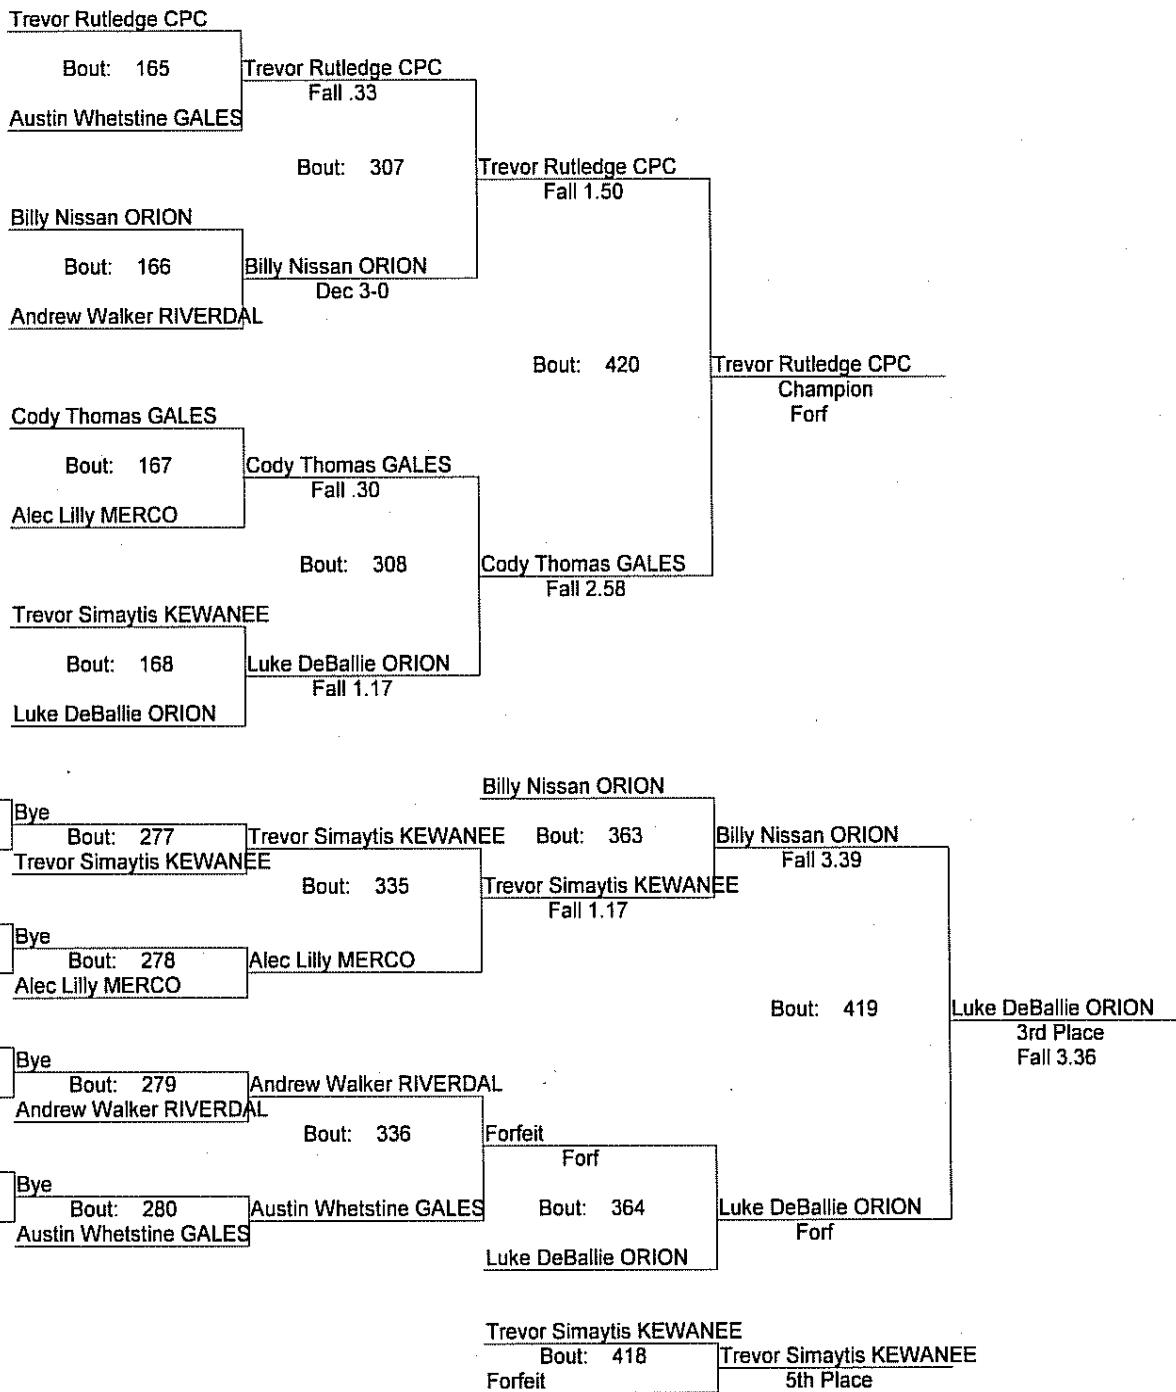 Trevor Rutledge CPC
Bout: 165
Trevor Rutledge CPC
Fall .33
Austin Whetstine GALES
Bout: 307
Trevor Rutledge CPC
Fall 1.50
Billy Nissan ORION
Bout: 166
Billy Nissan ORION
Dec 3-0
Andrew Walker RIVERDAL
Bout: 420
Trevor Rutledge CPC
Champion
Forf
Cody Thomas GALES
Bout: 167
Cody Thomas GALES
Fall .30
Alec Lilly MERCO
Bout: 308
Cody Thomas GALES
Fall 2.58
Trevor Simaytis KEWANEE
Bout: 168
Luke DeBallie ORION
Fall 1.17
Luke DeBallie ORION
Billy Nissan ORION
Bye
Bout: 277
Trevor Simaytis KEWANEE
Bout: 363
Billy Nissan ORION
Fall 3.39
Trevor Simaytis KEWANEE
Bout: 335
Trevor Simaytis KEWANEE
Fall 1.17
Bye
Bout: 278
Alec Lilly MERCO
Alec Lilly MERCO
Bout: 419
Luke DeBallie ORION
3rd Place
Fall 3.36
Bye
Bout: 279
Andrew Walker RIVERDAL
Andrew Walker RIVERDAL
Bout: 336
Forfeit
Forf
Bye
Bout: 280
Austin Whetstine GALES
Bout: 364
Luke DeBallie ORION
Forf
Austin Whetstine GALES
Luke DeBallie ORION
Trevor Simaytis KEWANEE
Bout: 418
Trevor Simaytis KEWANEE
Forfeit
5th Place